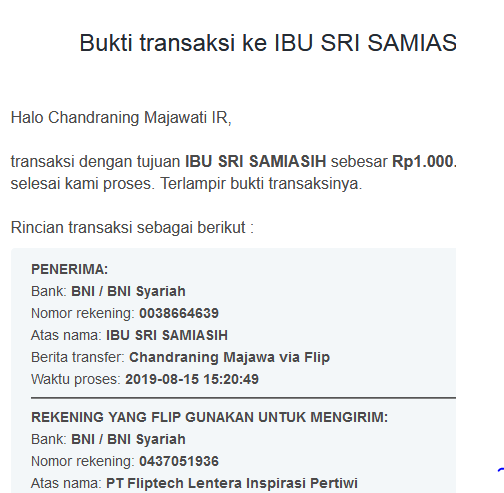 Bukti transaksi ke IBU SRI SAMIAS
Halo Chandraning Majawati IR,
transaksi dengan tujuan IBU SRI SAMIASIH sebesar Rp1.000.
selesai kami proses. Terlampir bukti transaksinya.
Rincian transaksi sebagai berikut :
PENERIMA:
Bank: BNI / BNI Syariah
Nomor rekening: 0038664639
Atas nama: IBU SRI SAMIASIH
Berita transfer: Chandraning Majawa via Flip
Waktu proses: 2019-08-15 15:20:49
REKENING YANG FLIP GUNAKAN UNTUK MENGIRIM:
Bank: BNI / BNI Syariah
Nomor rekening: 0437051936
Atas nama: PT Fliptech Lentera Inspirasi Pertiwi